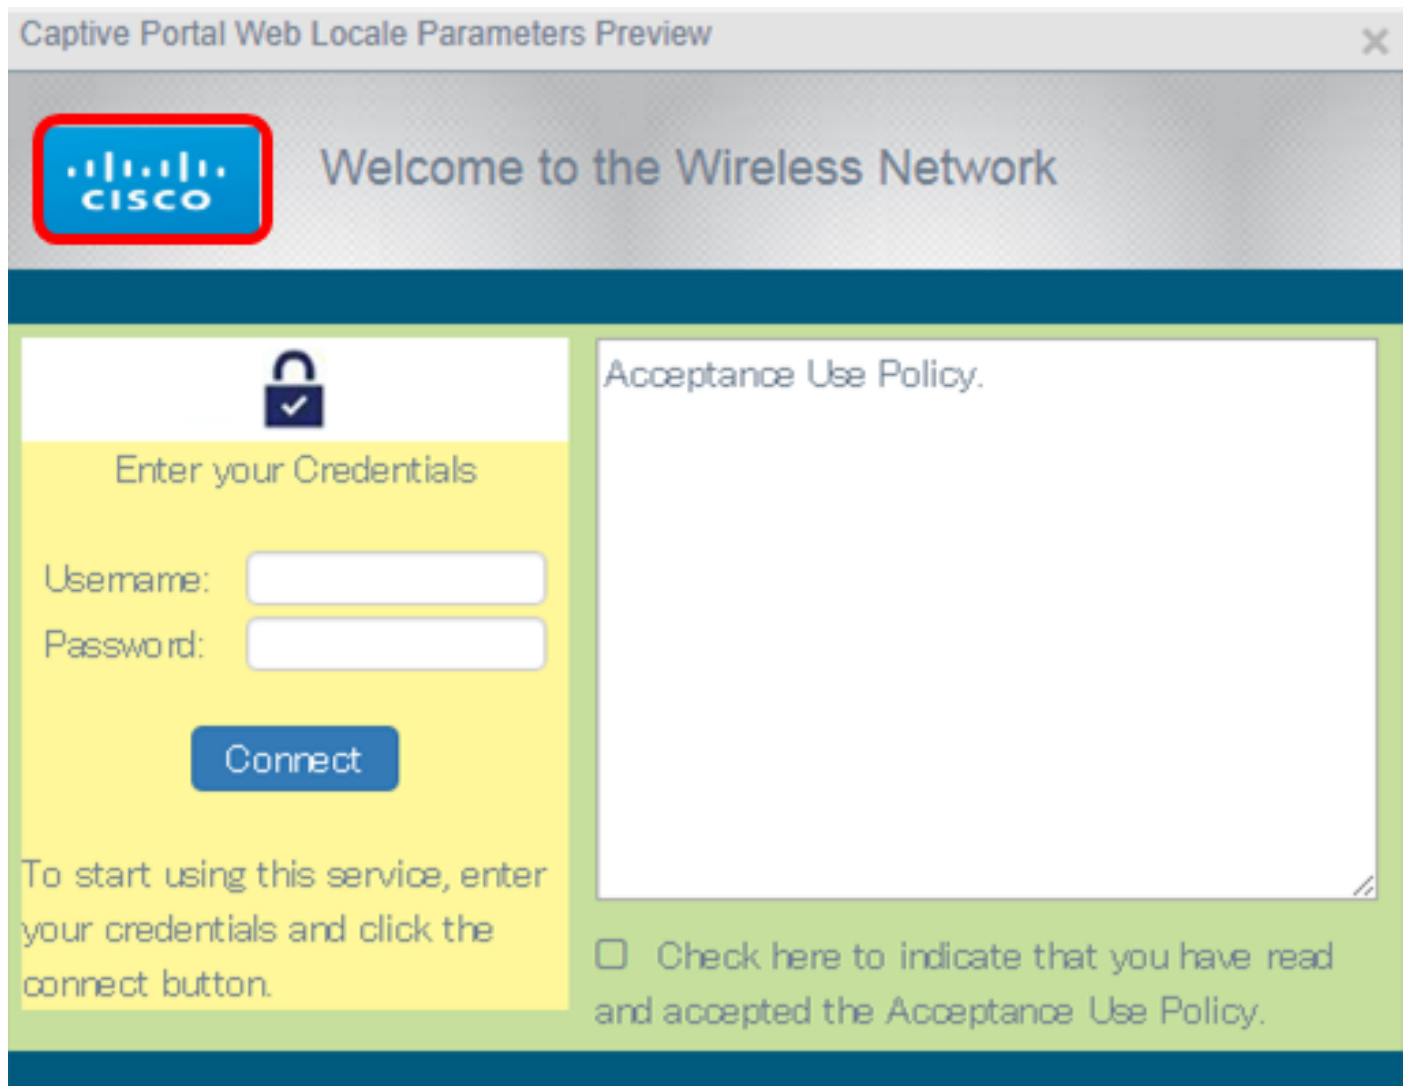 Captive Portal Web Locale Parameters Preview
CISCO
Welcome to the Wireless Network
Enter your Credentials
Username:
Password:
Connect
To start using this service, enter
your credentials and click the
connect button.
Acceptance Use Policy.
Check here to indicate that you have read
and accepted the Acceptance Use Policy.